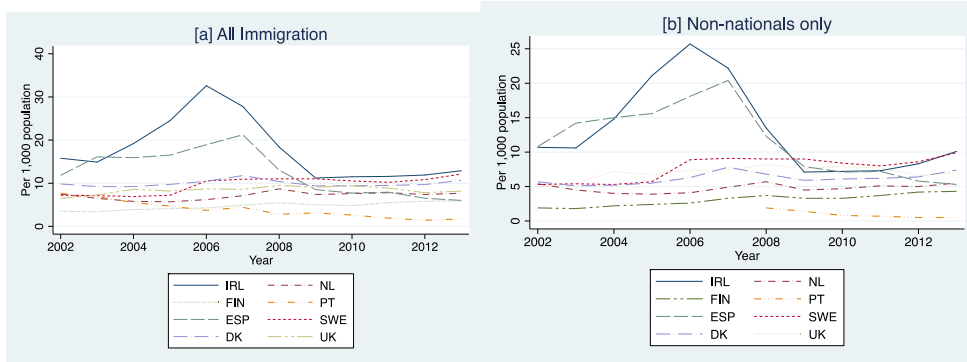 [a] All Immigration
Per 1,000 population
40
30
20
10
0
2002 2004 2006 2008 2010 2012
Year
IRL NL
FIN PT
ESP SWE
DK UK
[b] Non-nationals only
Per 1,000 population
25
20
15
10
5
0
2002 2004 2006 2008 2010 2012
Year
IRL NL
FIN PT
ESP SWE
DK UK